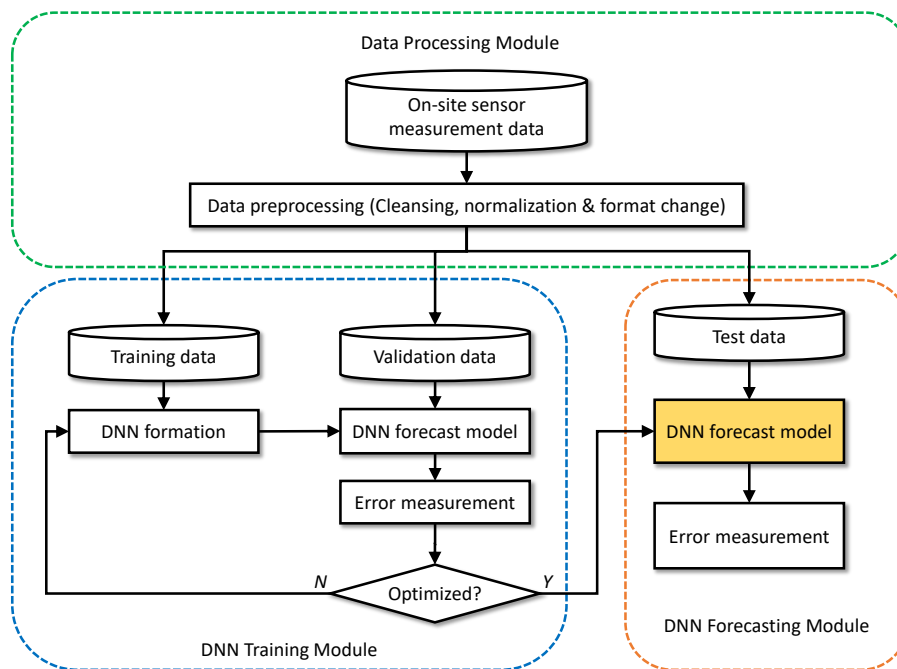 Data Processing Module
On-site sensor
measurement data
Data preprocessing (Cleansing, normalization & format change)
Training data
Validation data
Test data
DNN formation
DNN forecast model
DNN forecast model
Error measurement
Error measurement
N
Optimized?
Y
DNN Training Module
DNN Forecasting Module